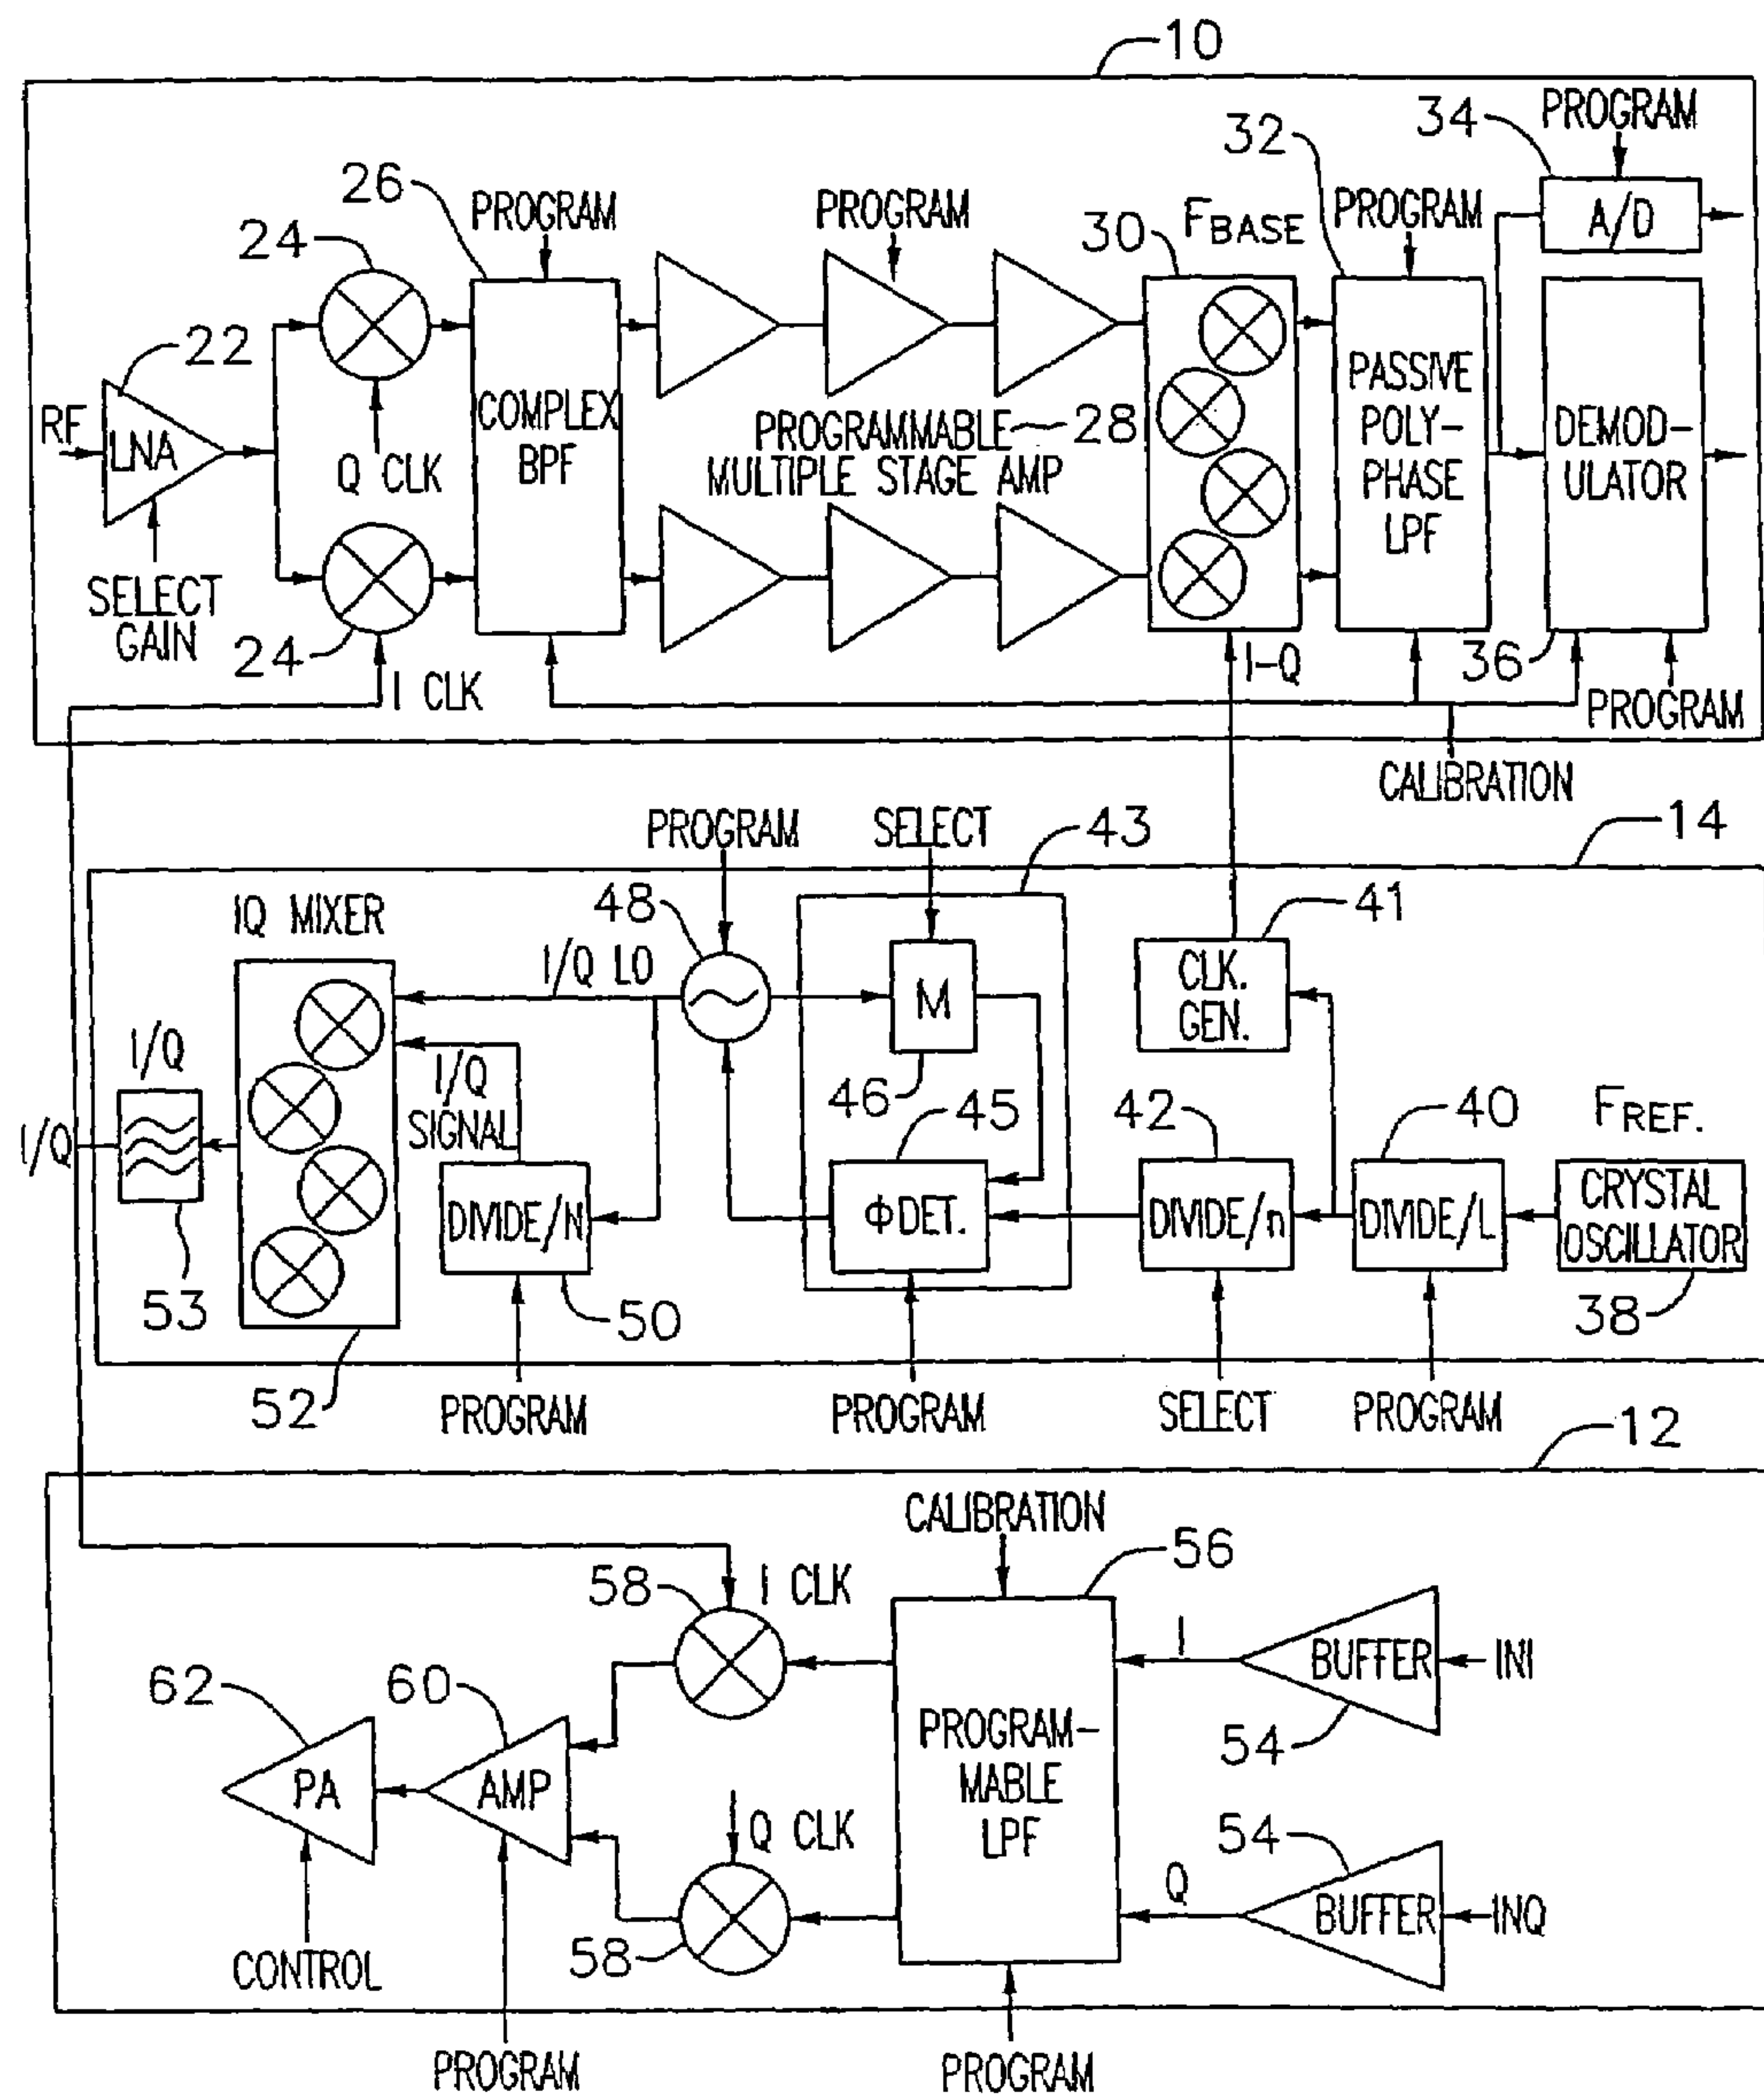 10
PROGRAM
34
32
26
PROGRAM
PROGRAM
FBASE
PROGRAM
A/D
24
30
22
RF
LNA
Q CLK
COMPLEX
BPF
PROGRAMMABLE
28
MULTIPLE STAGE AMP
PASSIVE
POLY-
PHASE
LPF
DEMOD-
ULATOR
SELECT
GAIN
24
I CLK
I-Q
36
PROGRAM
CALIBRATION
14
PROGRAM
SELECT
43
IQ MIXER
48
41
I/Q LO
M
CLK.
GEN.
I/Q
I/Q
SIGNAL
46
45
42
40
FREF.
I/Q
DIVIDE/N
ΦDET.
DIVIDE/n
DIVIDE/L
CRYSTAL
OSCILLATOR
53
50
38
52
PROGRAM
PROGRAM
SELECT
PROGRAM
12
CALIBRATION
56
58
I CLK
I
BUFFER
INI
62
60
54
PA
AMP
PROGRAM-
MABLE
LPF
Q CLK
54
Q
BUFFER
INQ
58
CONTROL
PROGRAM
PROGRAM